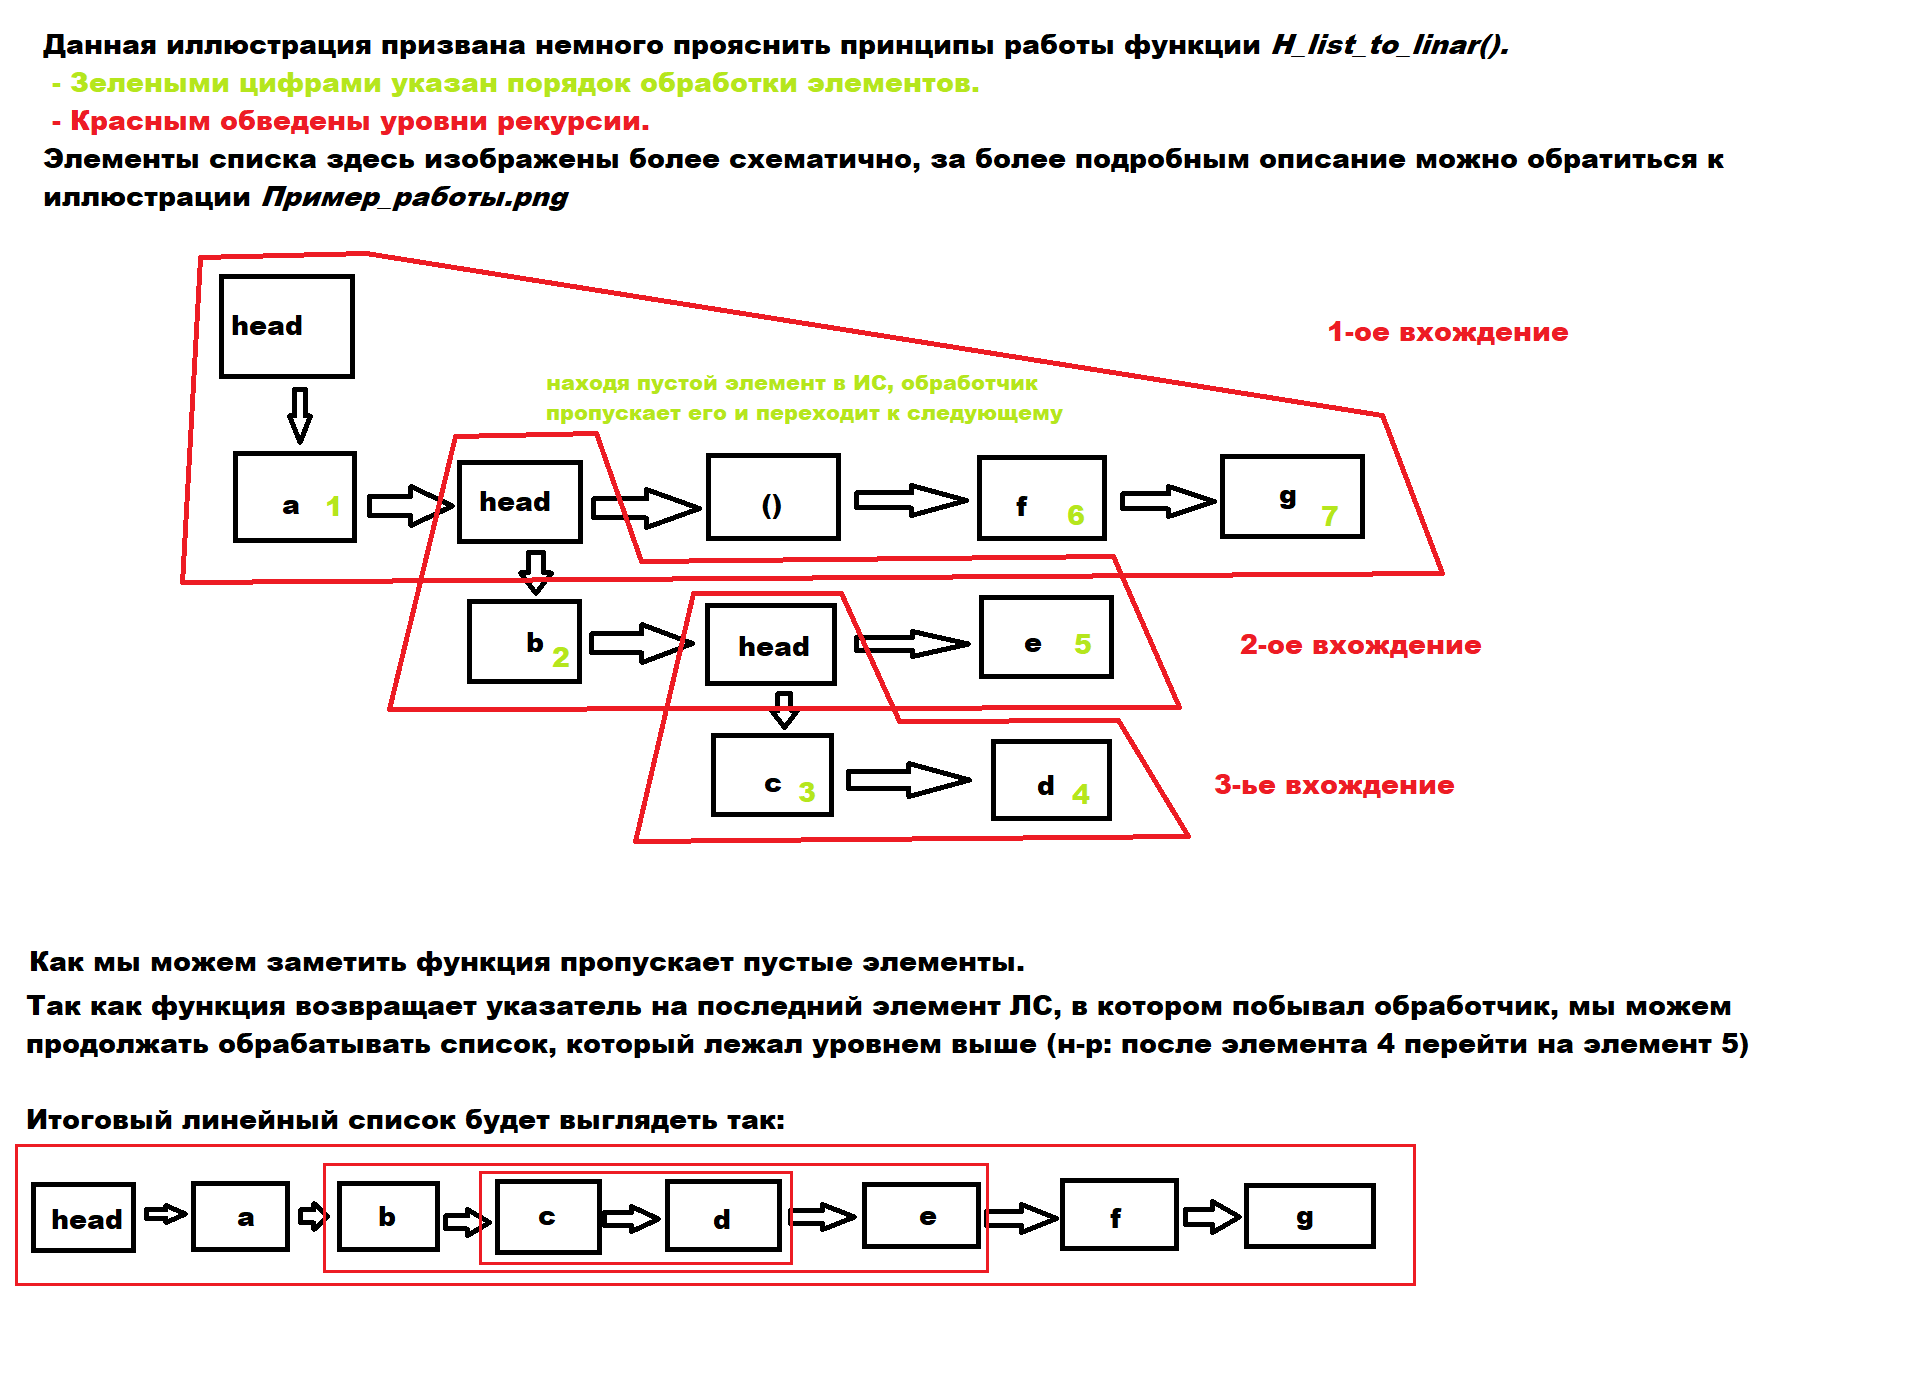 Данная иллюстрация призвана немного прояснить принципы работы функции H_list_to_linar().
- Зелеными цифрами указан порядок обработки элементов.
- Красным обведены уровни рекурсии.
Элементы списка здесь изображены более схематично, за более подробным описание можно обратиться к
иллюстрации Пример_работы.png
head
1-ое вхождение
находя пустой элемент в ИС, обработчик
пропускает его и переходит к следующему
a 1
head
()
f 6
g 7
b 2
head
e 5
2-ое вхождение
c 3
d 4
3-ье вхождение
Как мы можем заметить функция пропускает пустые элементы.
Так как функция возвращает указатель на последний элемент ЛС, в котором побывал обработчик, мы можем
продолжать обрабатывать список, который лежал уровнем выше (н-р: после элемента 4 перейти на элемент 5)
Итоговый линейный список будет выглядеть так:
head a b c d e f g